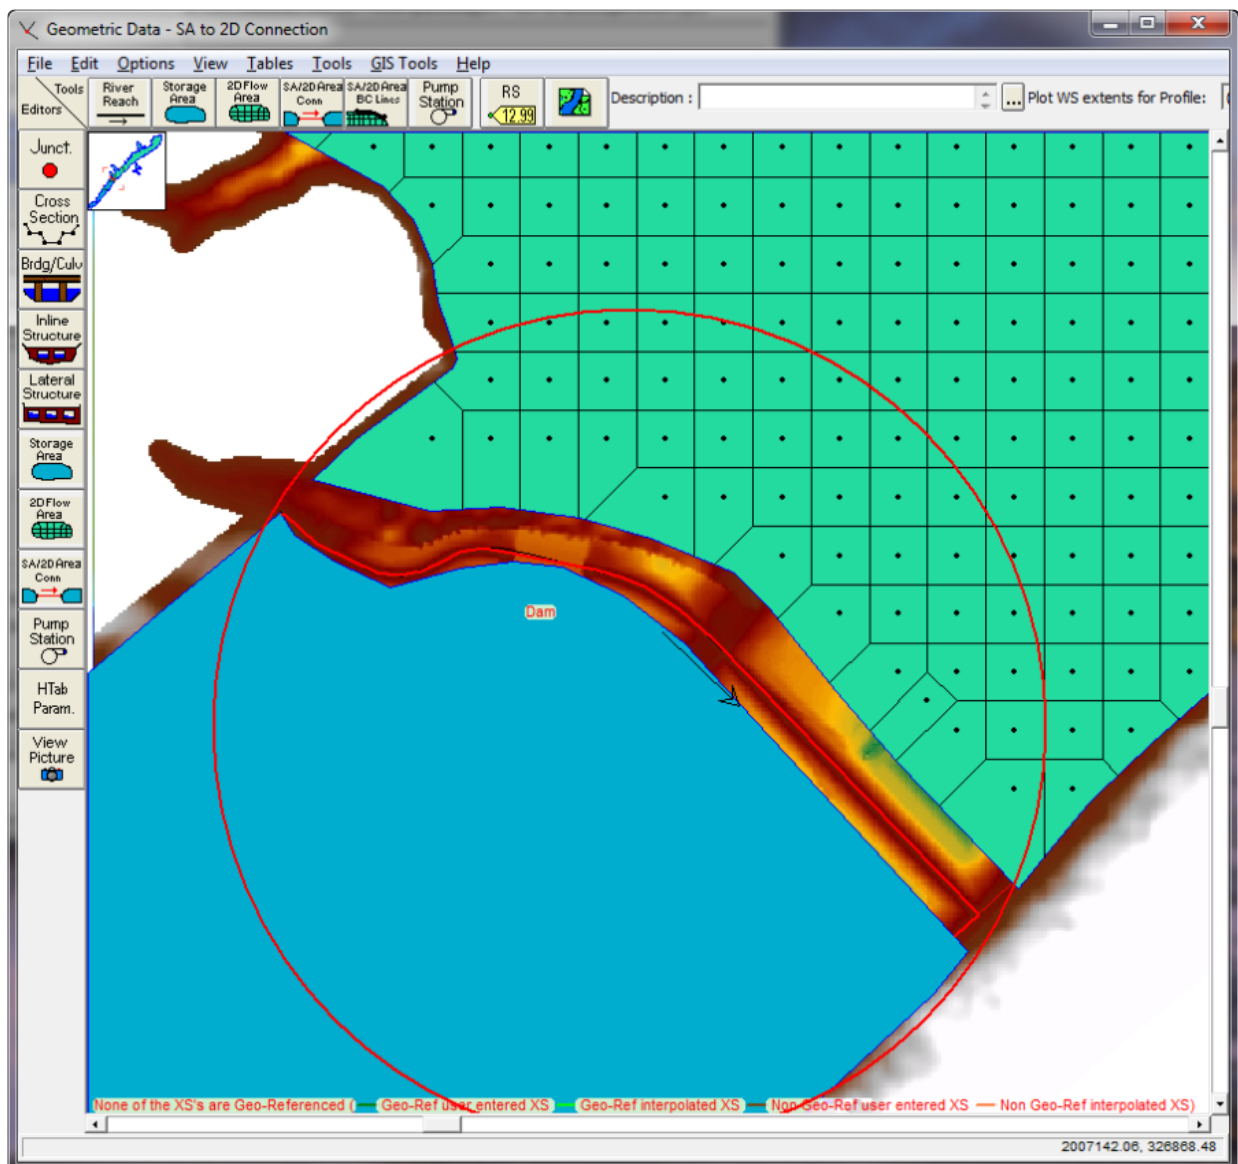 Geometric Data - SA to 2D Connection
File Edit Options View Tables Tools GIS Tools Help
Tools
Editors
River
Reach
Storage
Area
2D Flow
Area
SA/2D Area
Conn
SA/2D Area
BC Lines
Pump
Station
RS
12.99
Description :
...
Plot WS extents for Profile:
Junct.
Cross
Section
Brdg/Culv
Inline
Structure
Lateral
Structure
Storage
Area
2D Flow
Area
SA/2D Area
Conn
Pump
Station
HTab
Param.
View
Picture
Dam
None of the XS's are Geo-Referenced ( Geo-Ref user entered XS Geo-Ref interpolated XS Non Geo-Ref user entered XS Non Geo-Ref interpolated XS)
2007142.06, 326868.48